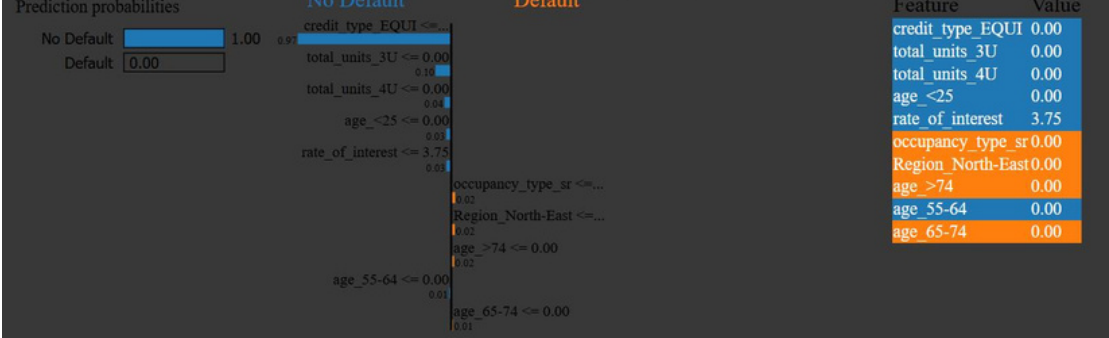 Prediction probabilities
No Default 1.00
Default 0.00
No Default Default
credit_type_EQUI <=...
0.97
total_units_3U <= 0.00
0.10
total_units_4U <= 0.00
0.04
age_<25 <= 0.00
0.03
rate_of_interest <= 3.75
0.03
occupancy_type_sr <=...
0.02
Region_North-East <=...
0.02
age_>74 <= 0.00
0.02
age_55-64 <= 0.00
0.01
age_65-74 <= 0.00
0.01
Feature Value
credit_type_EQUI 0.00
total_units_3U 0.00
total_units_4U 0.00
age_<25 0.00
rate_of_interest 3.75
occupancy_type_sr 0.00
Region_North-East 0.00
age_>74 0.00
age_55-64 0.00
age_65-74 0.00